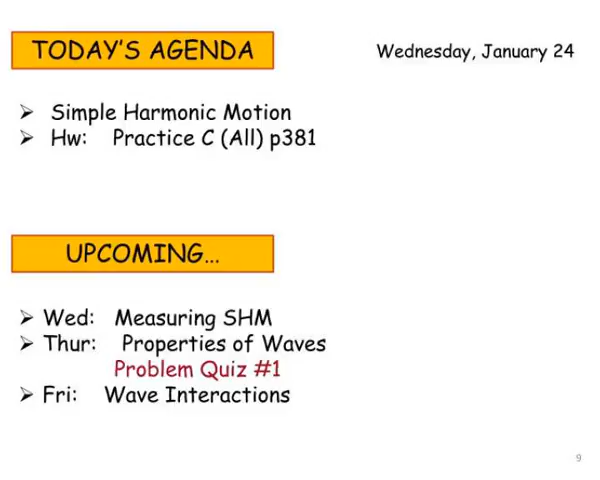 TODAY'S AGENDA
Wednesday, January 24
➢ Simple Harmonic Motion
➢ Hw: Practice C (All) p381
UPCOMING…
➢ Wed: Measuring SHM
➢ Thur: Properties of Waves
Problem Quiz #1
➢ Fri: Wave Interactions
9